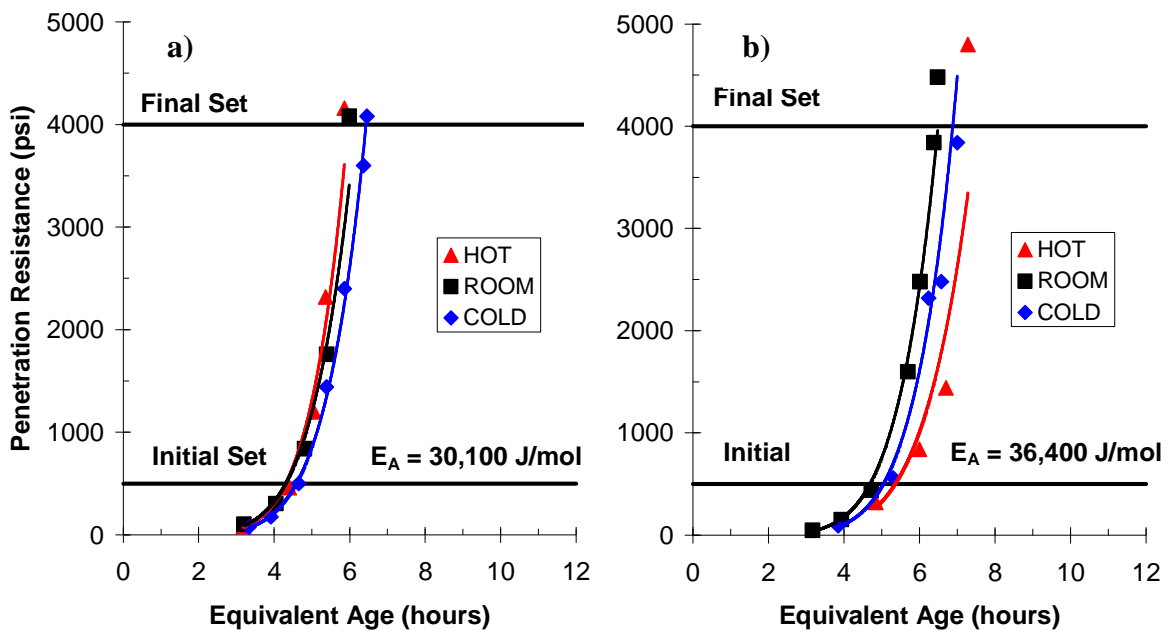 5000
4000
3000
2000
1000
0
Penetration Resistance (psi)
a)
Final Set
HOT
ROOM
COLD
Initial Set
E_A = 30,100 J/mol
0 2 4 6 8 10 12
Equivalent Age (hours)
5000
4000
3000
2000
1000
0
b)
Final Set
HOT
ROOM
COLD
Initial
E_A = 36,400 J/mol
0 2 4 6 8 10 12
Equivalent Age (hours)